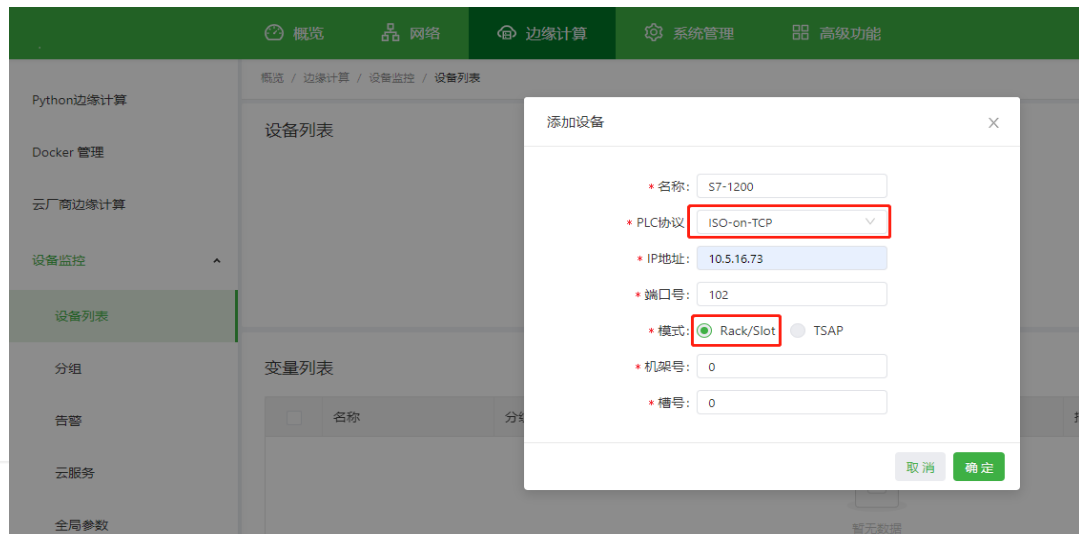 概览 网络 边缘计算 系统管理 高级功能
概览 / 边缘计算 / 设备监控 / 设备列表
Python边缘计算
Docker 管理
云厂商边缘计算
设备监控
设备列表
分组
告警
云服务
全局参数
设备列表
变量列表
名称
添加设备
* 名称: S7-1200
* PLC协议 ISO-on-TCP
* IP地址: 10.5.16.73
* 端口号: 102
* 模式: Rack/Slot TSAP
* 机架号: 0
* 槽号: 0
取 消 确 定
暂无数据